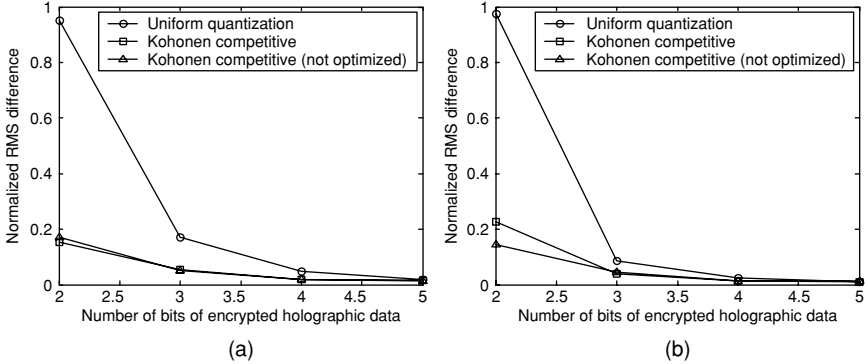 1
0.8
0.6
0.4
0.2
0
Normalized RMS difference
Uniform quantization
Kohonen competitive
Kohonen competitive (not optimized)
2 2.5 3 3.5 4 4.5 5
Number of bits of encrypted holographic data
(a)
1
0.8
0.6
0.4
0.2
0
Normalized RMS difference
Uniform quantization
Kohonen competitive
Kohonen competitive (not optimized)
2 2.5 3 3.5 4 4.5 5
Number of bits of encrypted holographic data
(b)